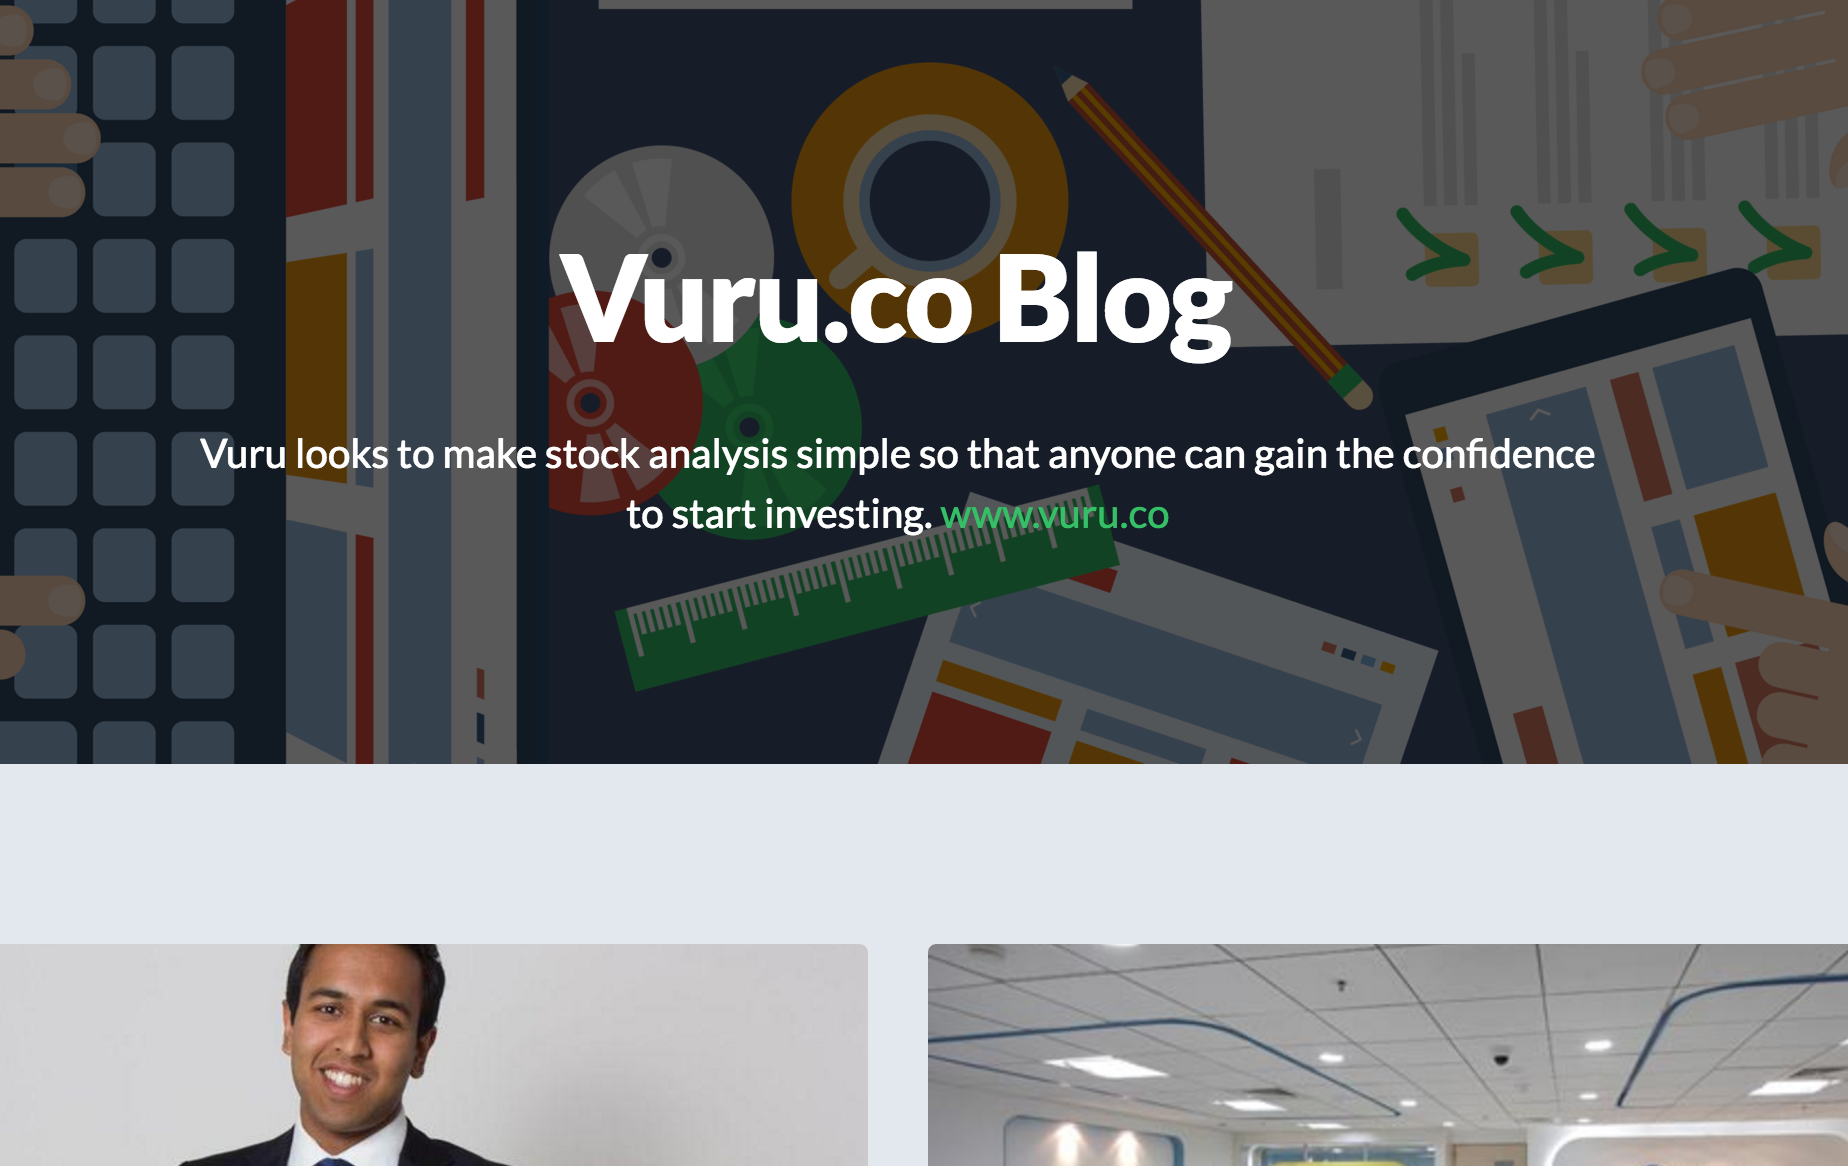 Vuru.co Blog
Vuru looks to make stock analysis simple so that anyone can gain the confidence
to start investing. www.vuru.co